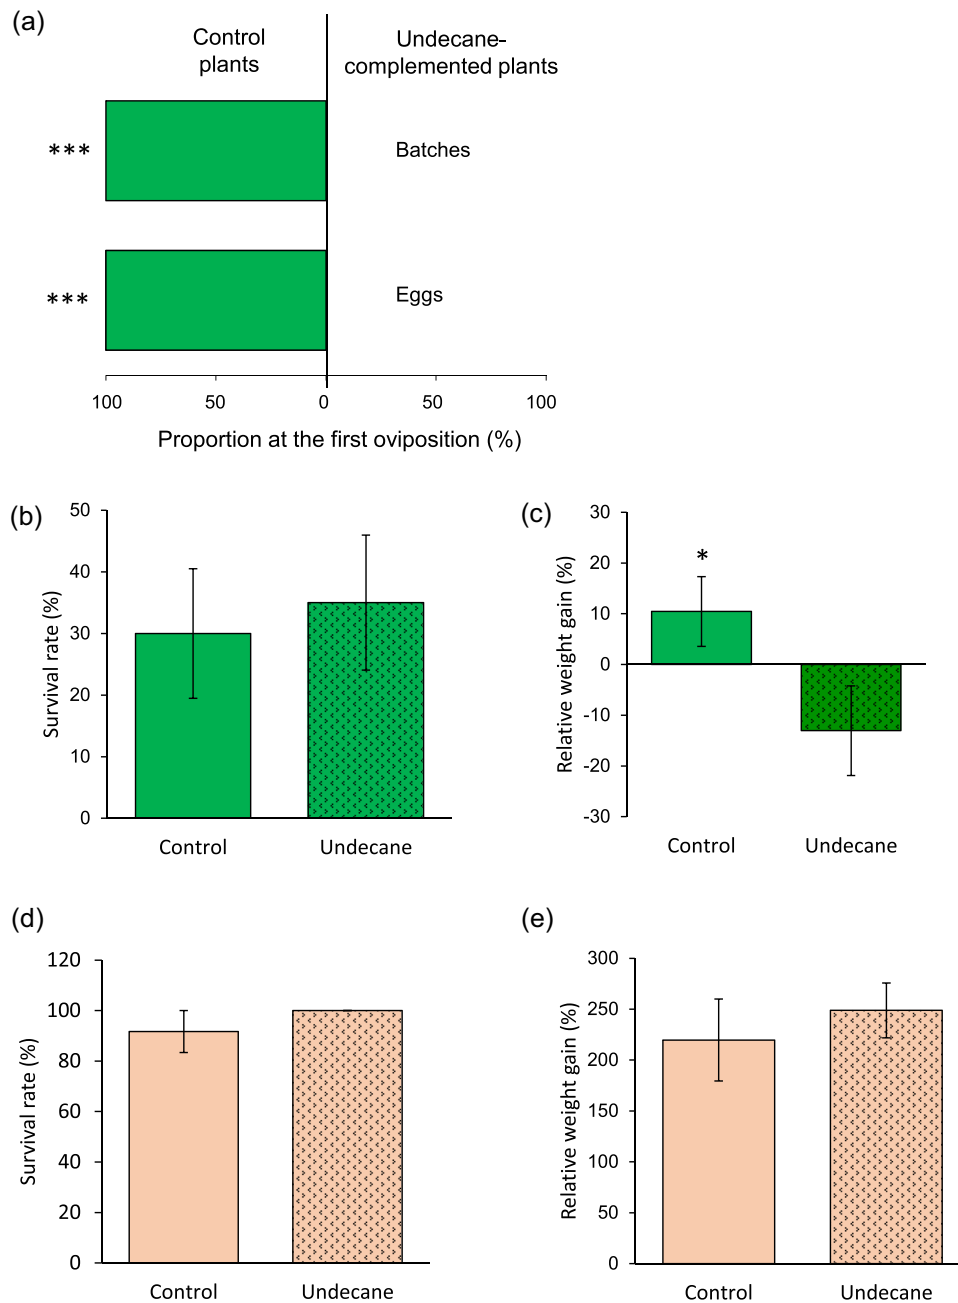 (a)
Control
plants
Undecane-
complemented plants
*** Batches
*** Eggs
100 50 0 50 100
Proportion at the first oviposition (%)
(b)
Survival rate (%)
50
40
30
20
10
0
Control Undecane
(c)
Relative weight gain (%)
30
20
10
0
-10
-20
-30
*
Control Undecane
(d)
Survival rate (%)
120
100
80
60
40
20
0
Control Undecane
(e)
Relative weight gain (%)
300
250
200
250
200
150
100
50
0
Control Undecane